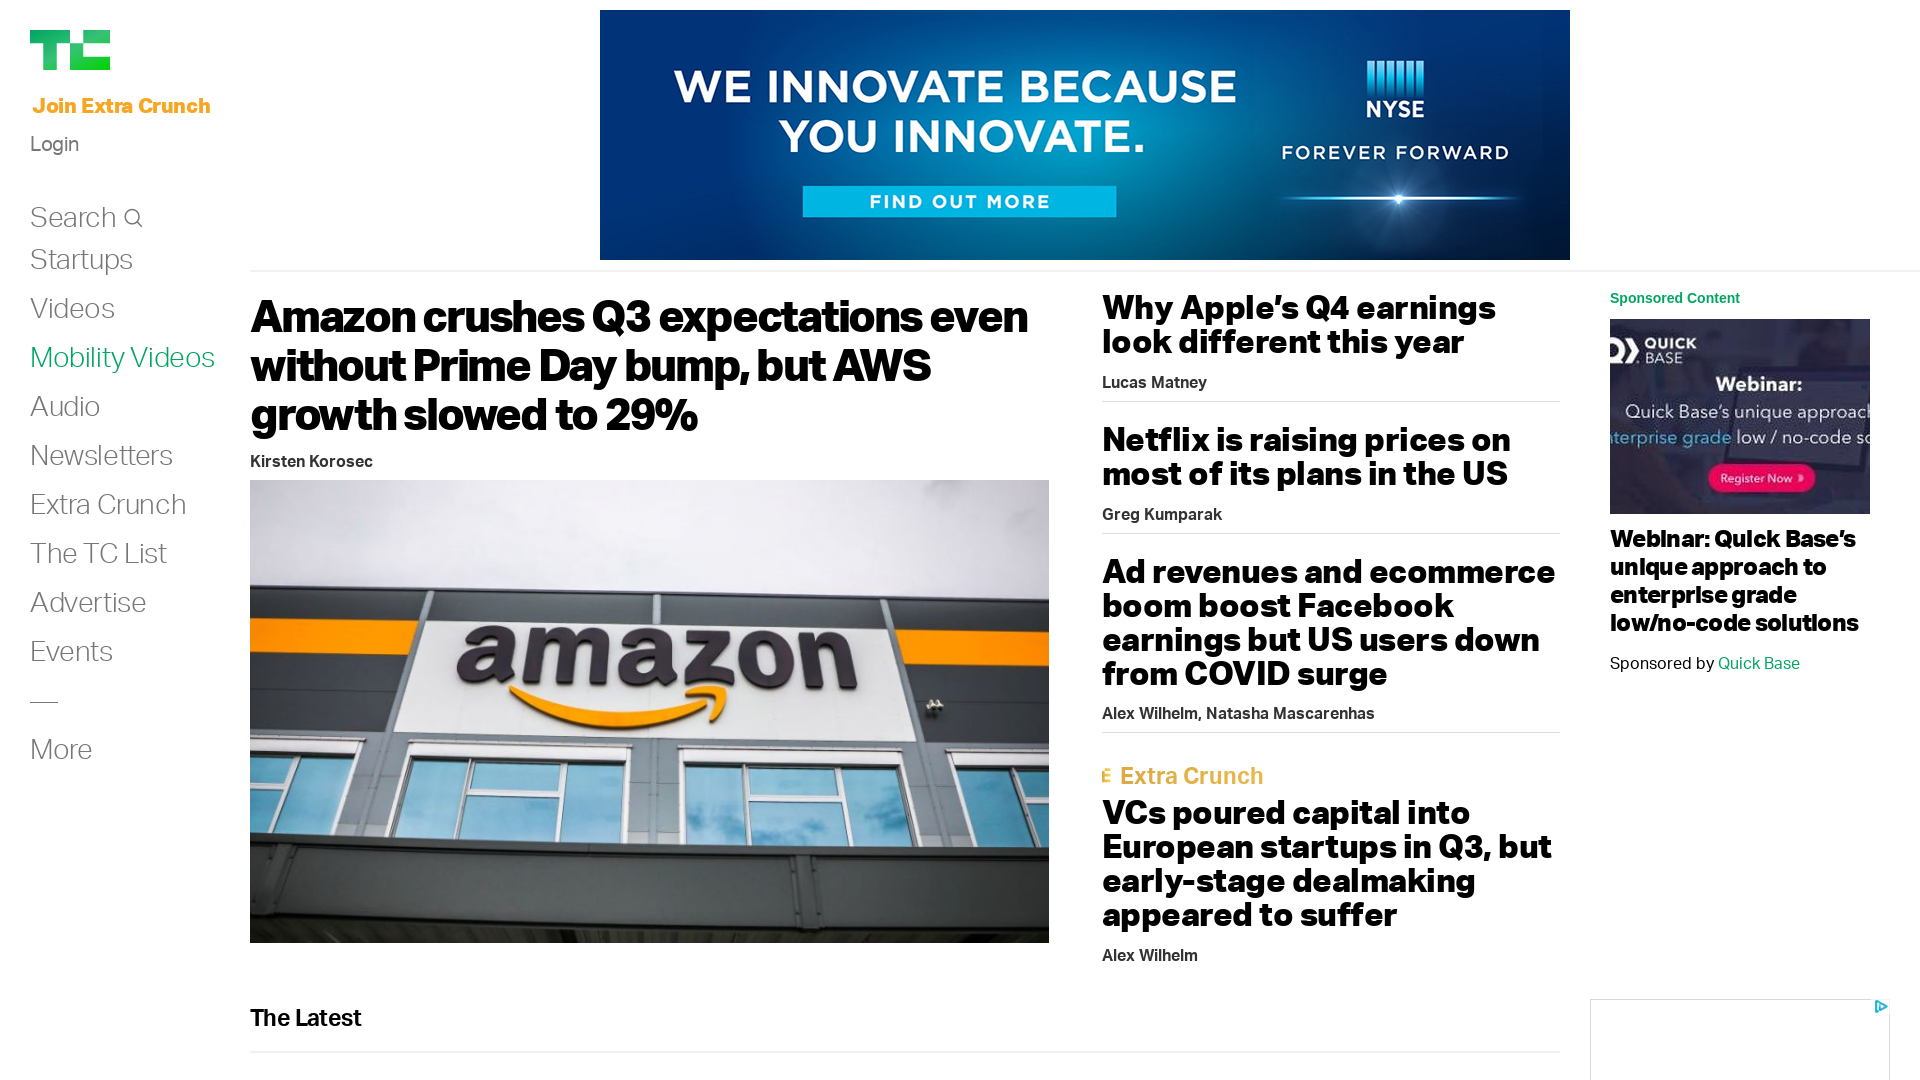 TC
Join Extra Crunch
Login
Search
Startups
Videos
Mobility Videos
Audio
Newsletters
Extra Crunch
The TC List
Advertise
Events
—
More
WE INNOVATE BECAUSE
YOU INNOVATE.
FIND OUT MORE
NYSE
FOREVER FORWARD
Amazon crushes Q3 expectations even
without Prime Day bump, but AWS
growth slowed to 29%
Kirsten Korosec
amazon
Why Apple’s Q4 earnings
look different this year
Lucas Matney
Netflix is raising prices on
most of its plans in the US
Greg Kumparak
Ad revenues and ecommerce
boom boost Facebook
earnings but US users down
from COVID surge
Alex Wilhelm, Natasha Mascarenhas
Extra Crunch
VCs poured capital into
European startups in Q3, but
early-stage dealmaking
appeared to suffer
Alex Wilhelm
Sponsored Content
QUICK
BASE
Webinar:
Quick Base’s unique approach
nterprise grade low / no-code so
Register Now
Webinar: Quick Base’s
unique approach to
enterprise grade
low/no-code solutions
Sponsored by Quick Base
The Latest